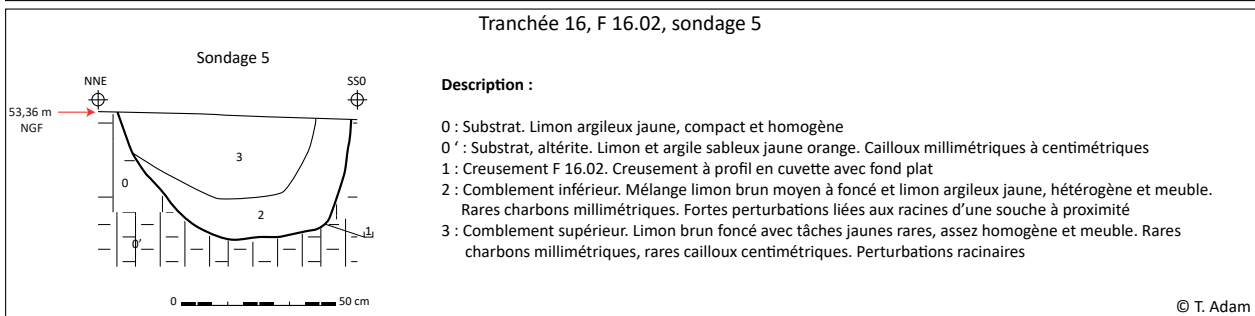 Tranchée 16, F 16.02, sondage 5
Sondage 5
NNE
SSO
53,36 m
NGF
3
0
2
1
0'
0
50 cm
Description :
0 : Substrat. Limon argileux jaune, compact et homogène
0 ' : Substrat, altérite. Limon et argile sableux jaune orange. Cailloux millimétriques à centimétriques
1 : Creusement F 16.02. Creusement à profil en cuvette avec fond plat
2 : Comblement inférieur. Mélange limon brun moyen à foncé et limon argileux jaune, hétérogène et meuble.
Rares charbons millimétriques. Fortes perturbations liées aux racines d'une souche à proximité
3 : Comblement supérieur. Limon brun foncé avec tâches jaunes rares, assez homogène et meuble. Rares
charbons millimétriques, rares cailloux centimétriques. Perturbations racinaires
© T. Adam